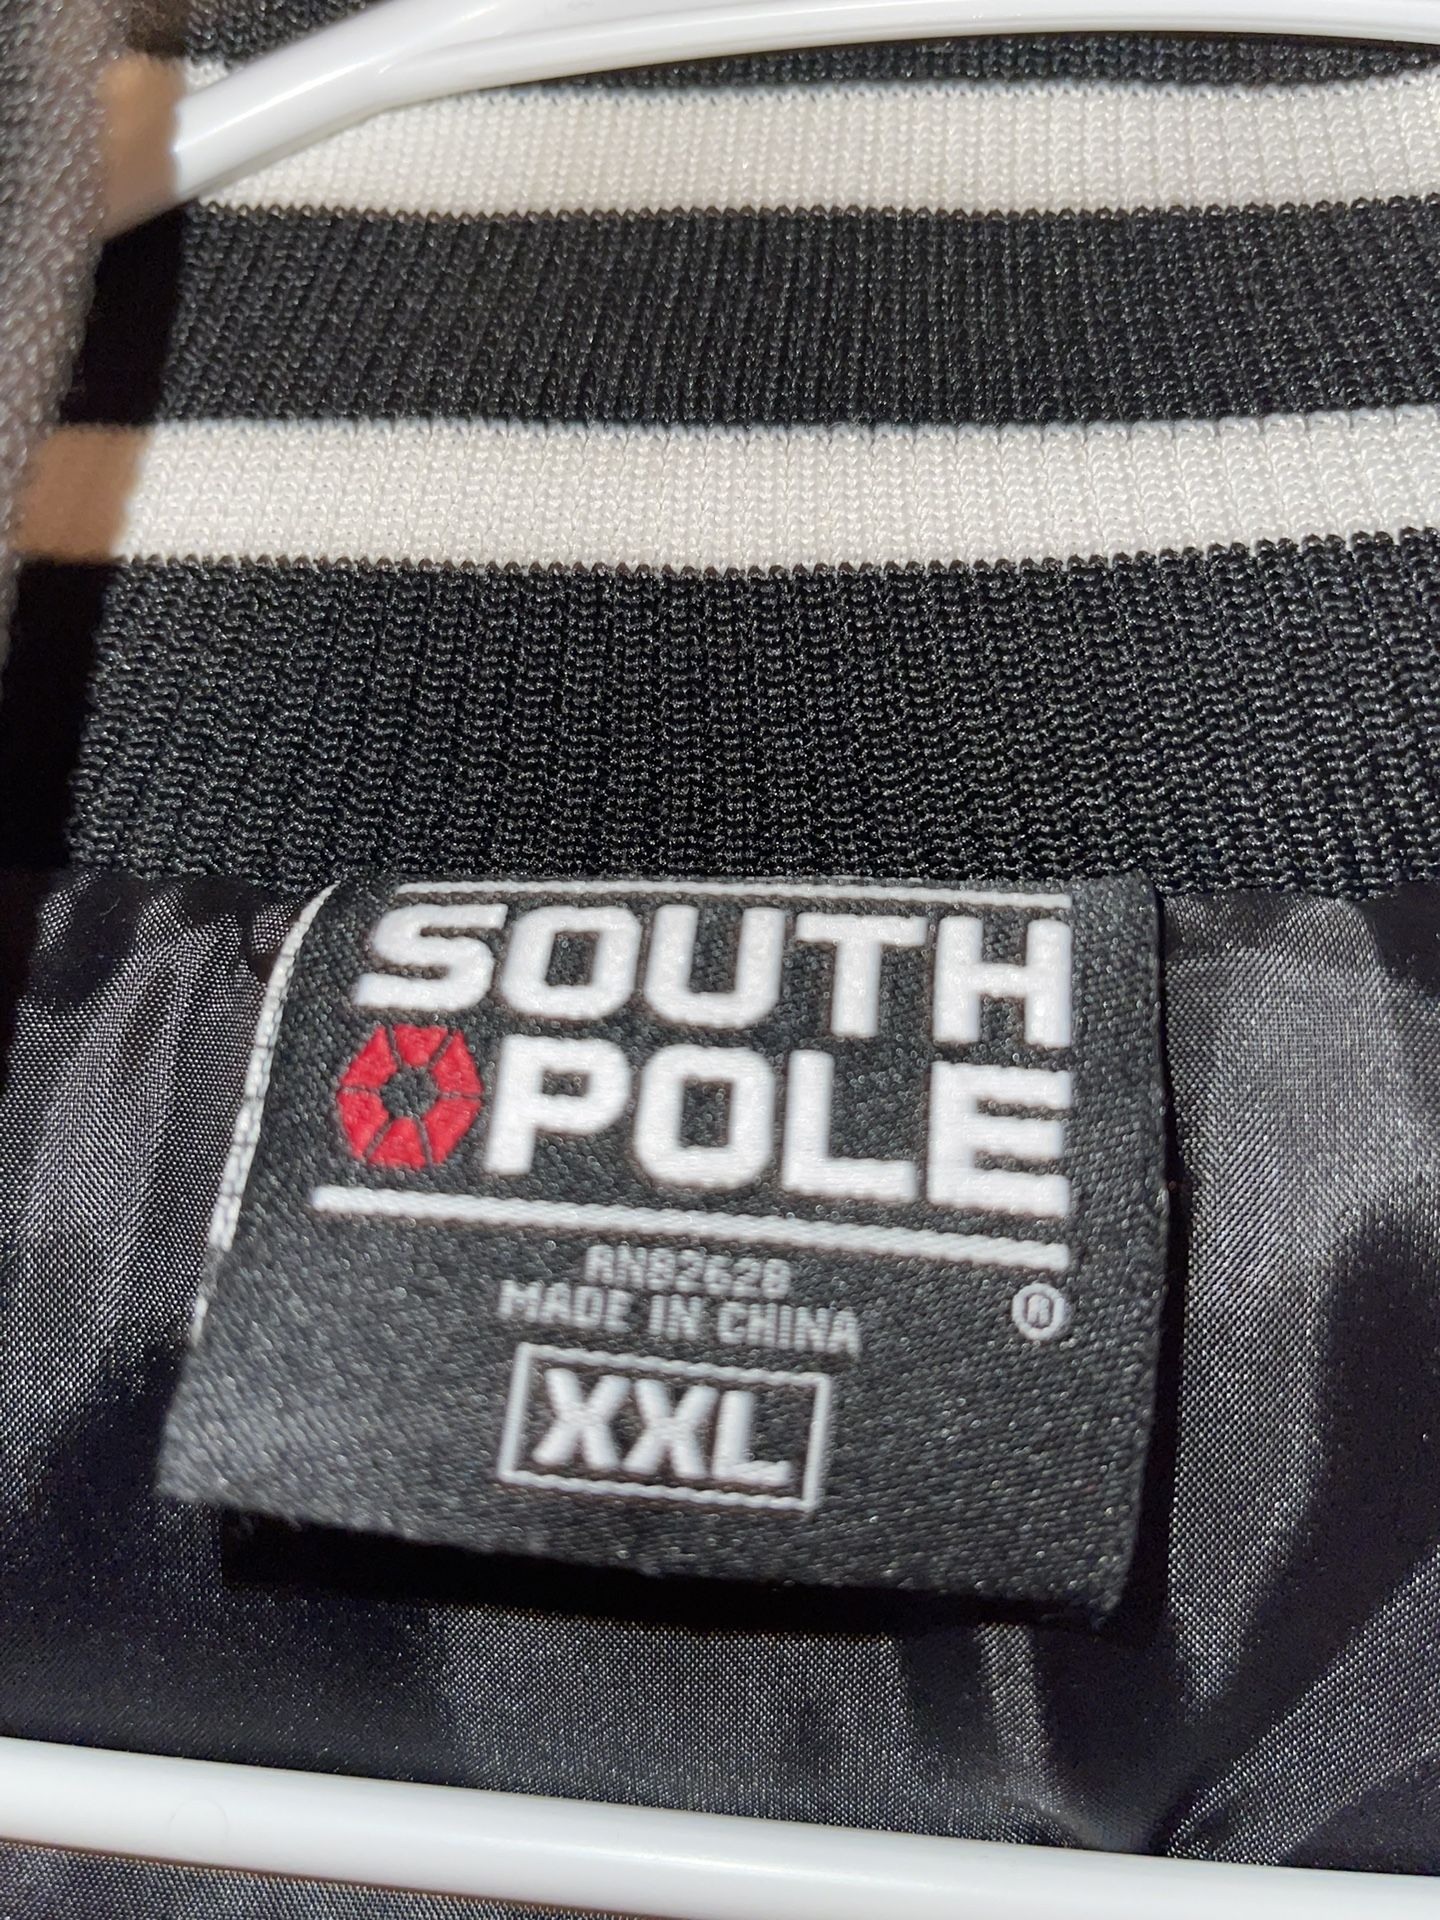 SOUTH
POLE
RN82628
MADE IN CHINA
®
XXL